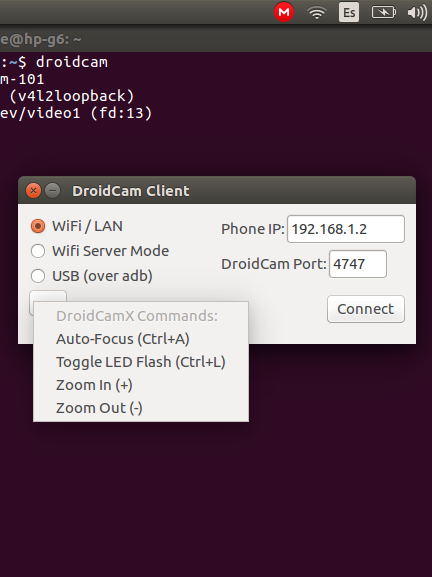 M
Es
e@hp-g6: ~
:~$ droidcam
m-101
(v4l2loopback)
ev/video1 (fd:13)
DroidCam Client
WiFi / LAN
Wifi Server Mode
USB (over adb)
Phone IP: 192.168.1.2
DroidCam Port: 4747
Connect
DroidCamX Commands:
Auto-Focus (Ctrl+A)
Toggle LED Flash (Ctrl+L)
Zoom In (+)
Zoom Out (-)